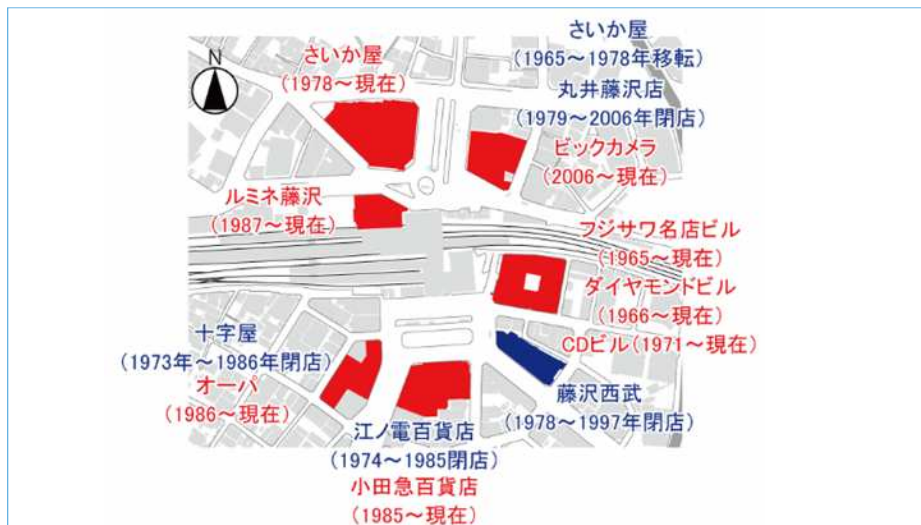 さいか屋
(1965～1978年移転)
さいか屋
(1978～現在)
N
丸井藤沢店
(1979～2006年閉店)
ビックカメラ
(2006～現在)
ルミネ藤沢
(1987～現在)
フジサワ名店ビル
(1965～現在)
ダイヤモンドビル
(1966～現在)
CDビル(1971～現在)
十字屋
(1973年～1986年閉店)
オーパ
(1986～現在)
藤沢西武
(1978～1997年閉店)
江ノ電百貨店
(1974～1985閉店)
小田急百貨店
(1985～現在)